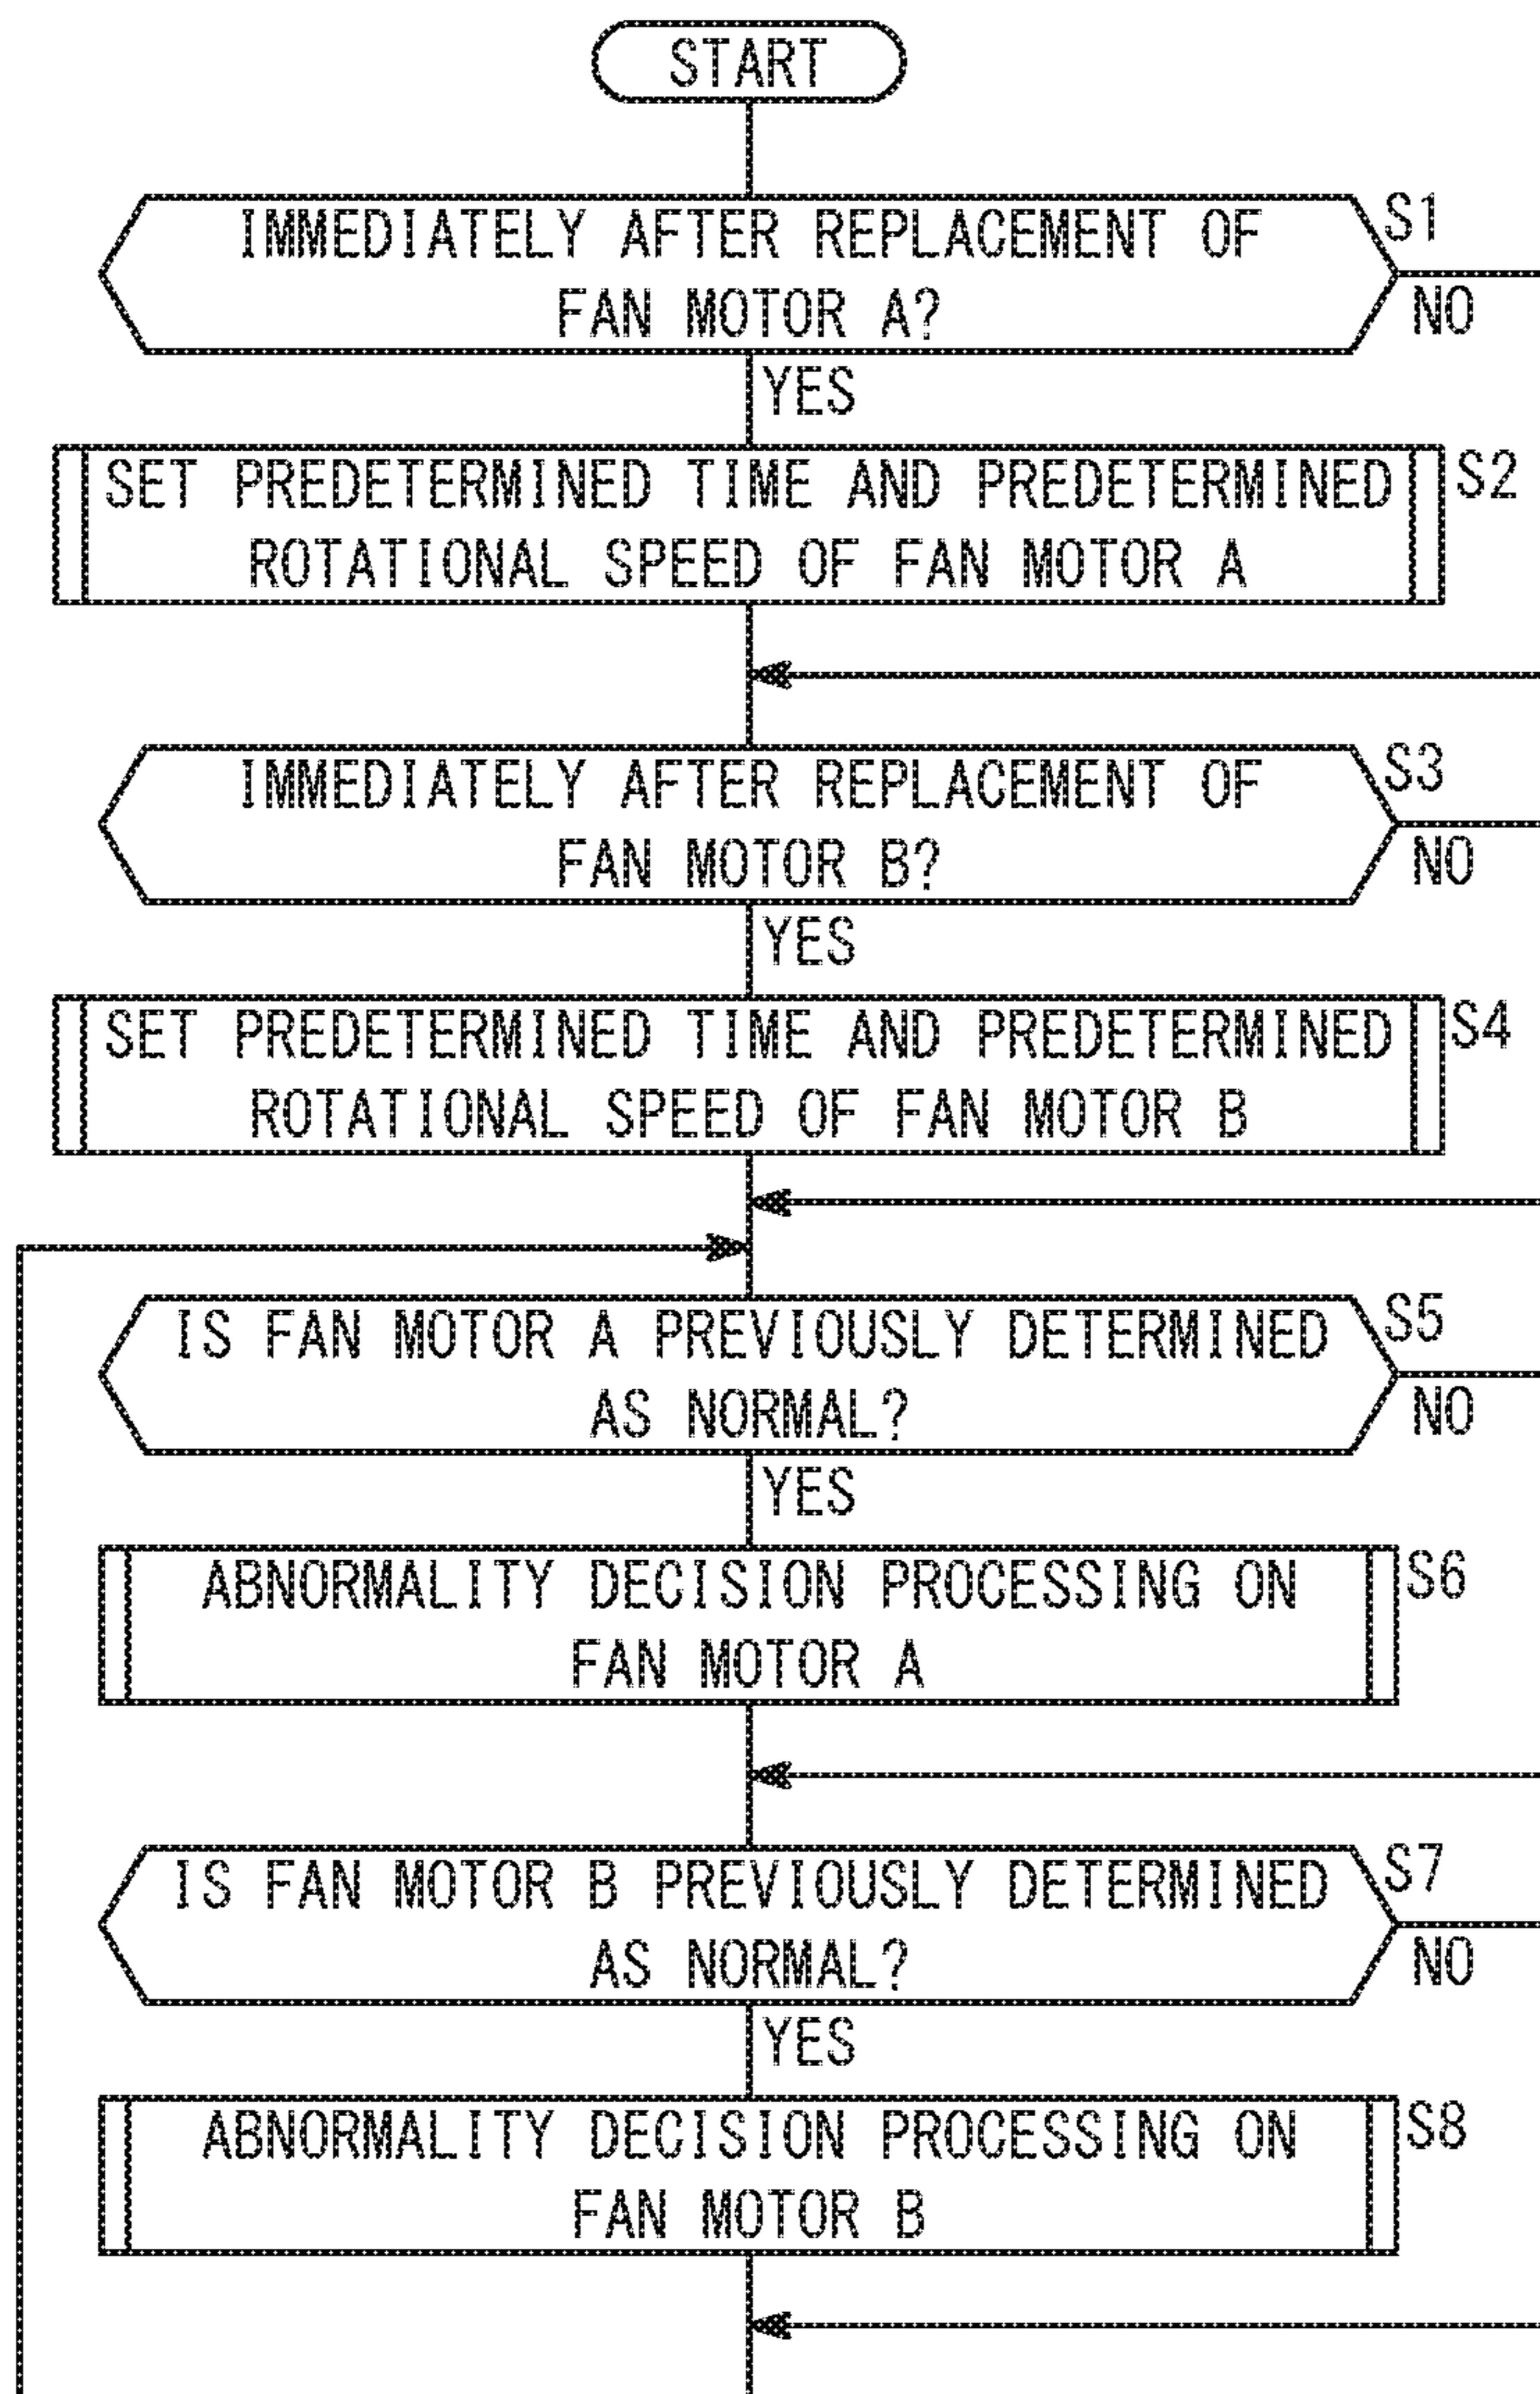 START
IMMEDIATELY AFTER REPLACEMENT OF
FAN MOTOR A?
S1
NO
YES
SET PREDETERMINED TIME AND PREDETERMINED
ROTATIONAL SPEED OF FAN MOTOR A
S2
IMMEDIATELY AFTER REPLACEMENT OF
FAN MOTOR B?
S3
NO
YES
SET PREDETERMINED TIME AND PREDETERMINED
ROTATIONAL SPEED OF FAN MOTOR B
S4
IS FAN MOTOR A PREVIOUSLY DETERMINED
AS NORMAL?
S5
NO
YES
ABNORMALITY DECISION PROCESSING ON
FAN MOTOR A
S6
IS FAN MOTOR B PREVIOUSLY DETERMINED
AS NORMAL?
S7
NO
YES
ABNORMALITY DECISION PROCESSING ON
FAN MOTOR B
S8